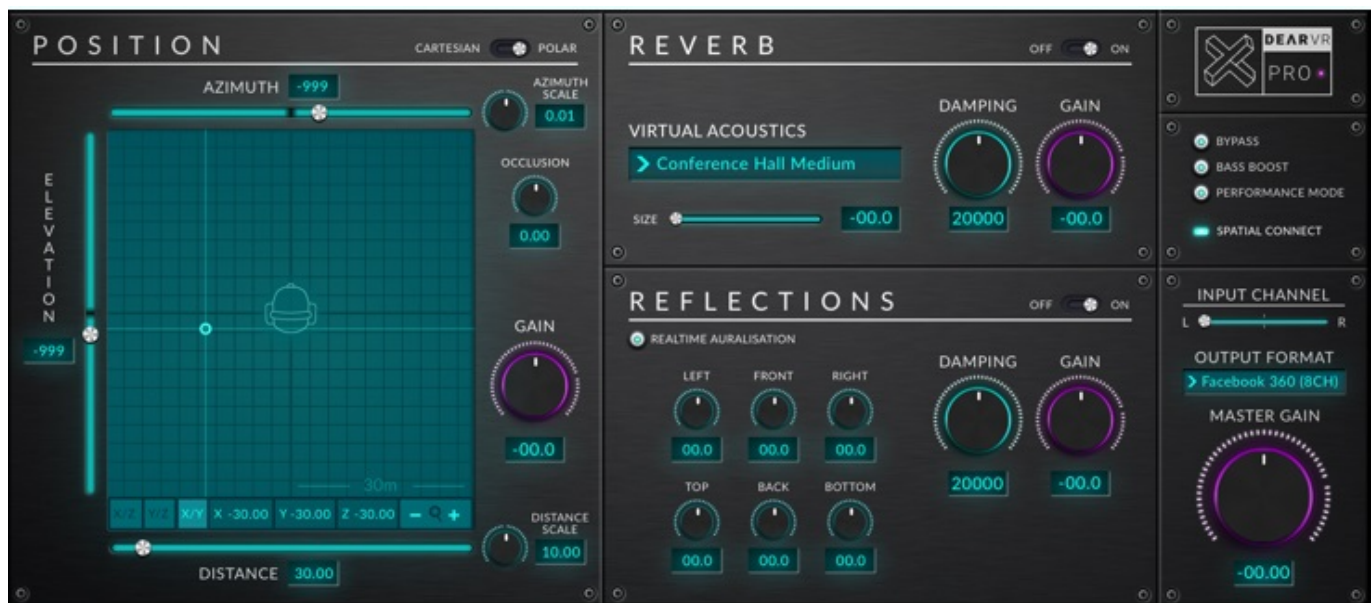 POSITION
CARTESIAN POLAR
AZIMUTH -999
AZIMUTH SCALE
0.01
OCCLUSION
0.00
ELEVATION
-999
GAIN
-00.0
30m
X/Z Y/Z X/Y X -30.00 Y -30.00 Z -30.00 - +
DISTANCE SCALE
10.00
DISTANCE 30.00
REVERB
OFF ON
VIRTUAL ACOUSTICS
Conference Hall Medium
SIZE -00.0
DAMPING GAIN
20000 -00.0
REFLECTIONS
OFF ON
REALTIME AURALISATION
LEFT FRONT RIGHT
00.0 00.0 00.0
TOP BACK BOTTOM
00.0 00.0 00.0
DAMPING GAIN
20000 -00.0
DEARVR
PRO
BYPASS
BASS BOOST
PERFORMANCE MODE
SPATIAL CONNECT
INPUT CHANNEL
L R
OUTPUT FORMAT
Facebook 360 (8CH)
MASTER GAIN
-00.00